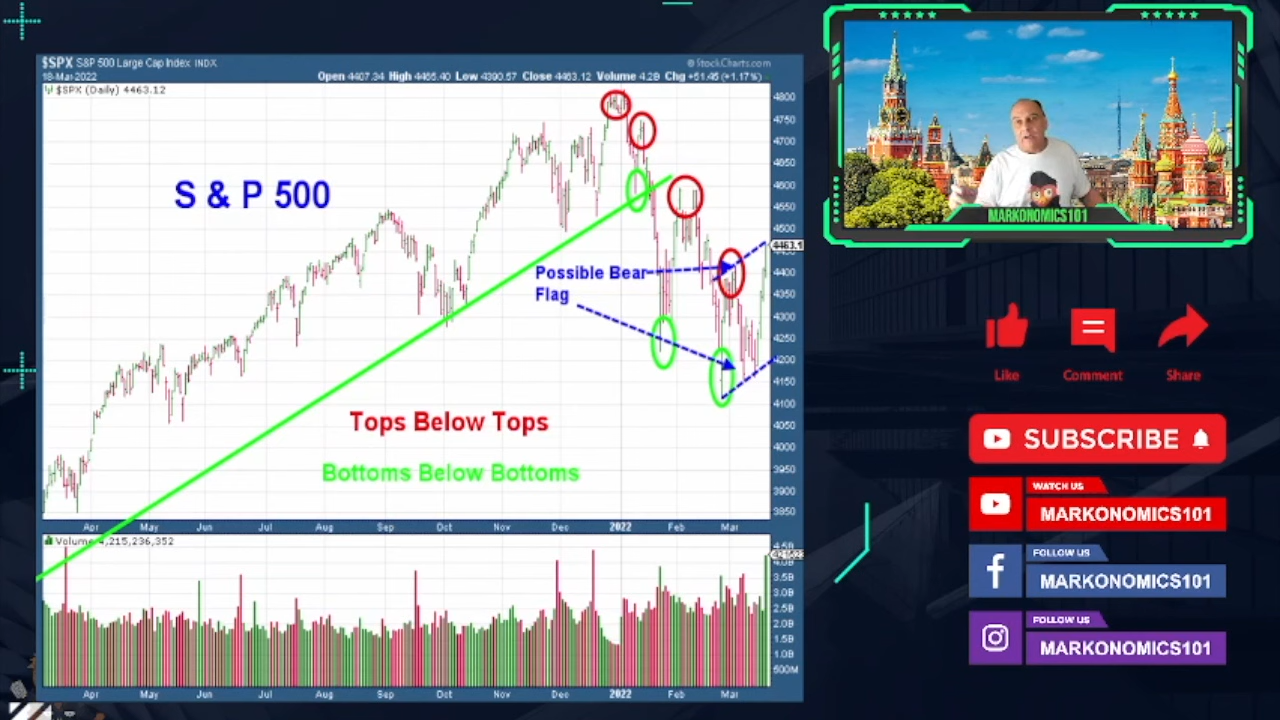 $SPX S&P 500 Large Cap Index INDX
© StockCharts.com
18-Mar-2022
Open 4407.34 High 4465.40 Low 4390.57 Close 4463.12 Volume 4.2B Chg +51.45 (+1.17%)
$SPX (Daily) 4463.12
4800
4750
4700
4650
4600
4550
4500
4463.1
4450
4400
4350
4300
4250
4200
4150
4100
4050
4000
3950
3900
3850
S & P 500
Possible Bear
Flag
Tops Below Tops
Bottoms Below Bottoms
Apr May Jun Jul Aug Sep Oct Nov Dec 2022 Feb Mar
Volume 4,215,236,352
4.5B
4.0B
3.5B
3.0B
2.5B
2.0B
1.5B
1.0B
500M
Apr May Jun Jul Aug Sep Oct Nov Dec 2022 Feb Mar
MARKONOMICS101
Like Comment Share
SUBSCRIBE
WATCH US
MARKONOMICS101
FOLLOW US
MARKONOMICS101
FOLLOW US
MARKONOMICS101